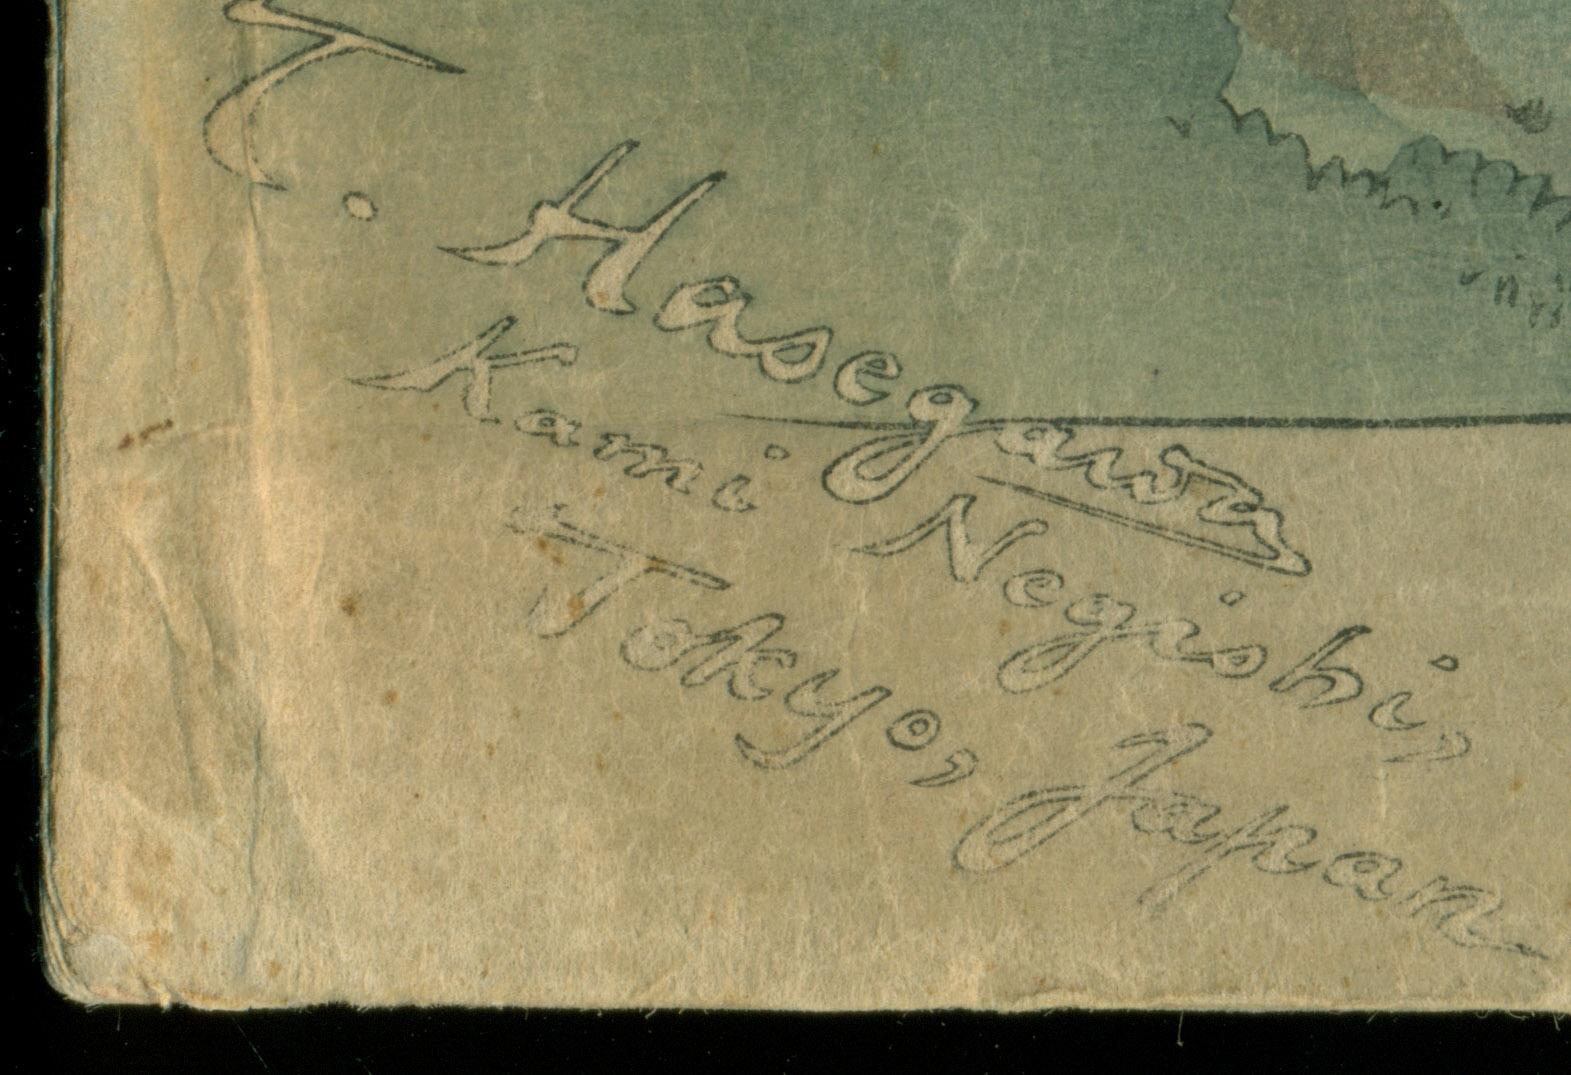 T. Hasegawa
Kami Negishi,
Tokyo, Japan